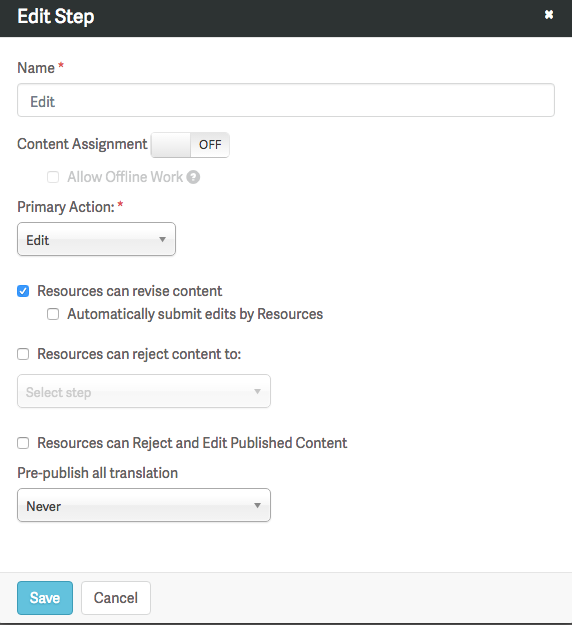 Edit Step
Name *
Edit
Content Assignment OFF
Allow Offline Work ?
Primary Action: *
Edit
Resources can revise content
Automatically submit edits by Resources
Resources can reject content to:
Select step
Resources can Reject and Edit Published Content
Pre-publish all translation
Never
Save Cancel